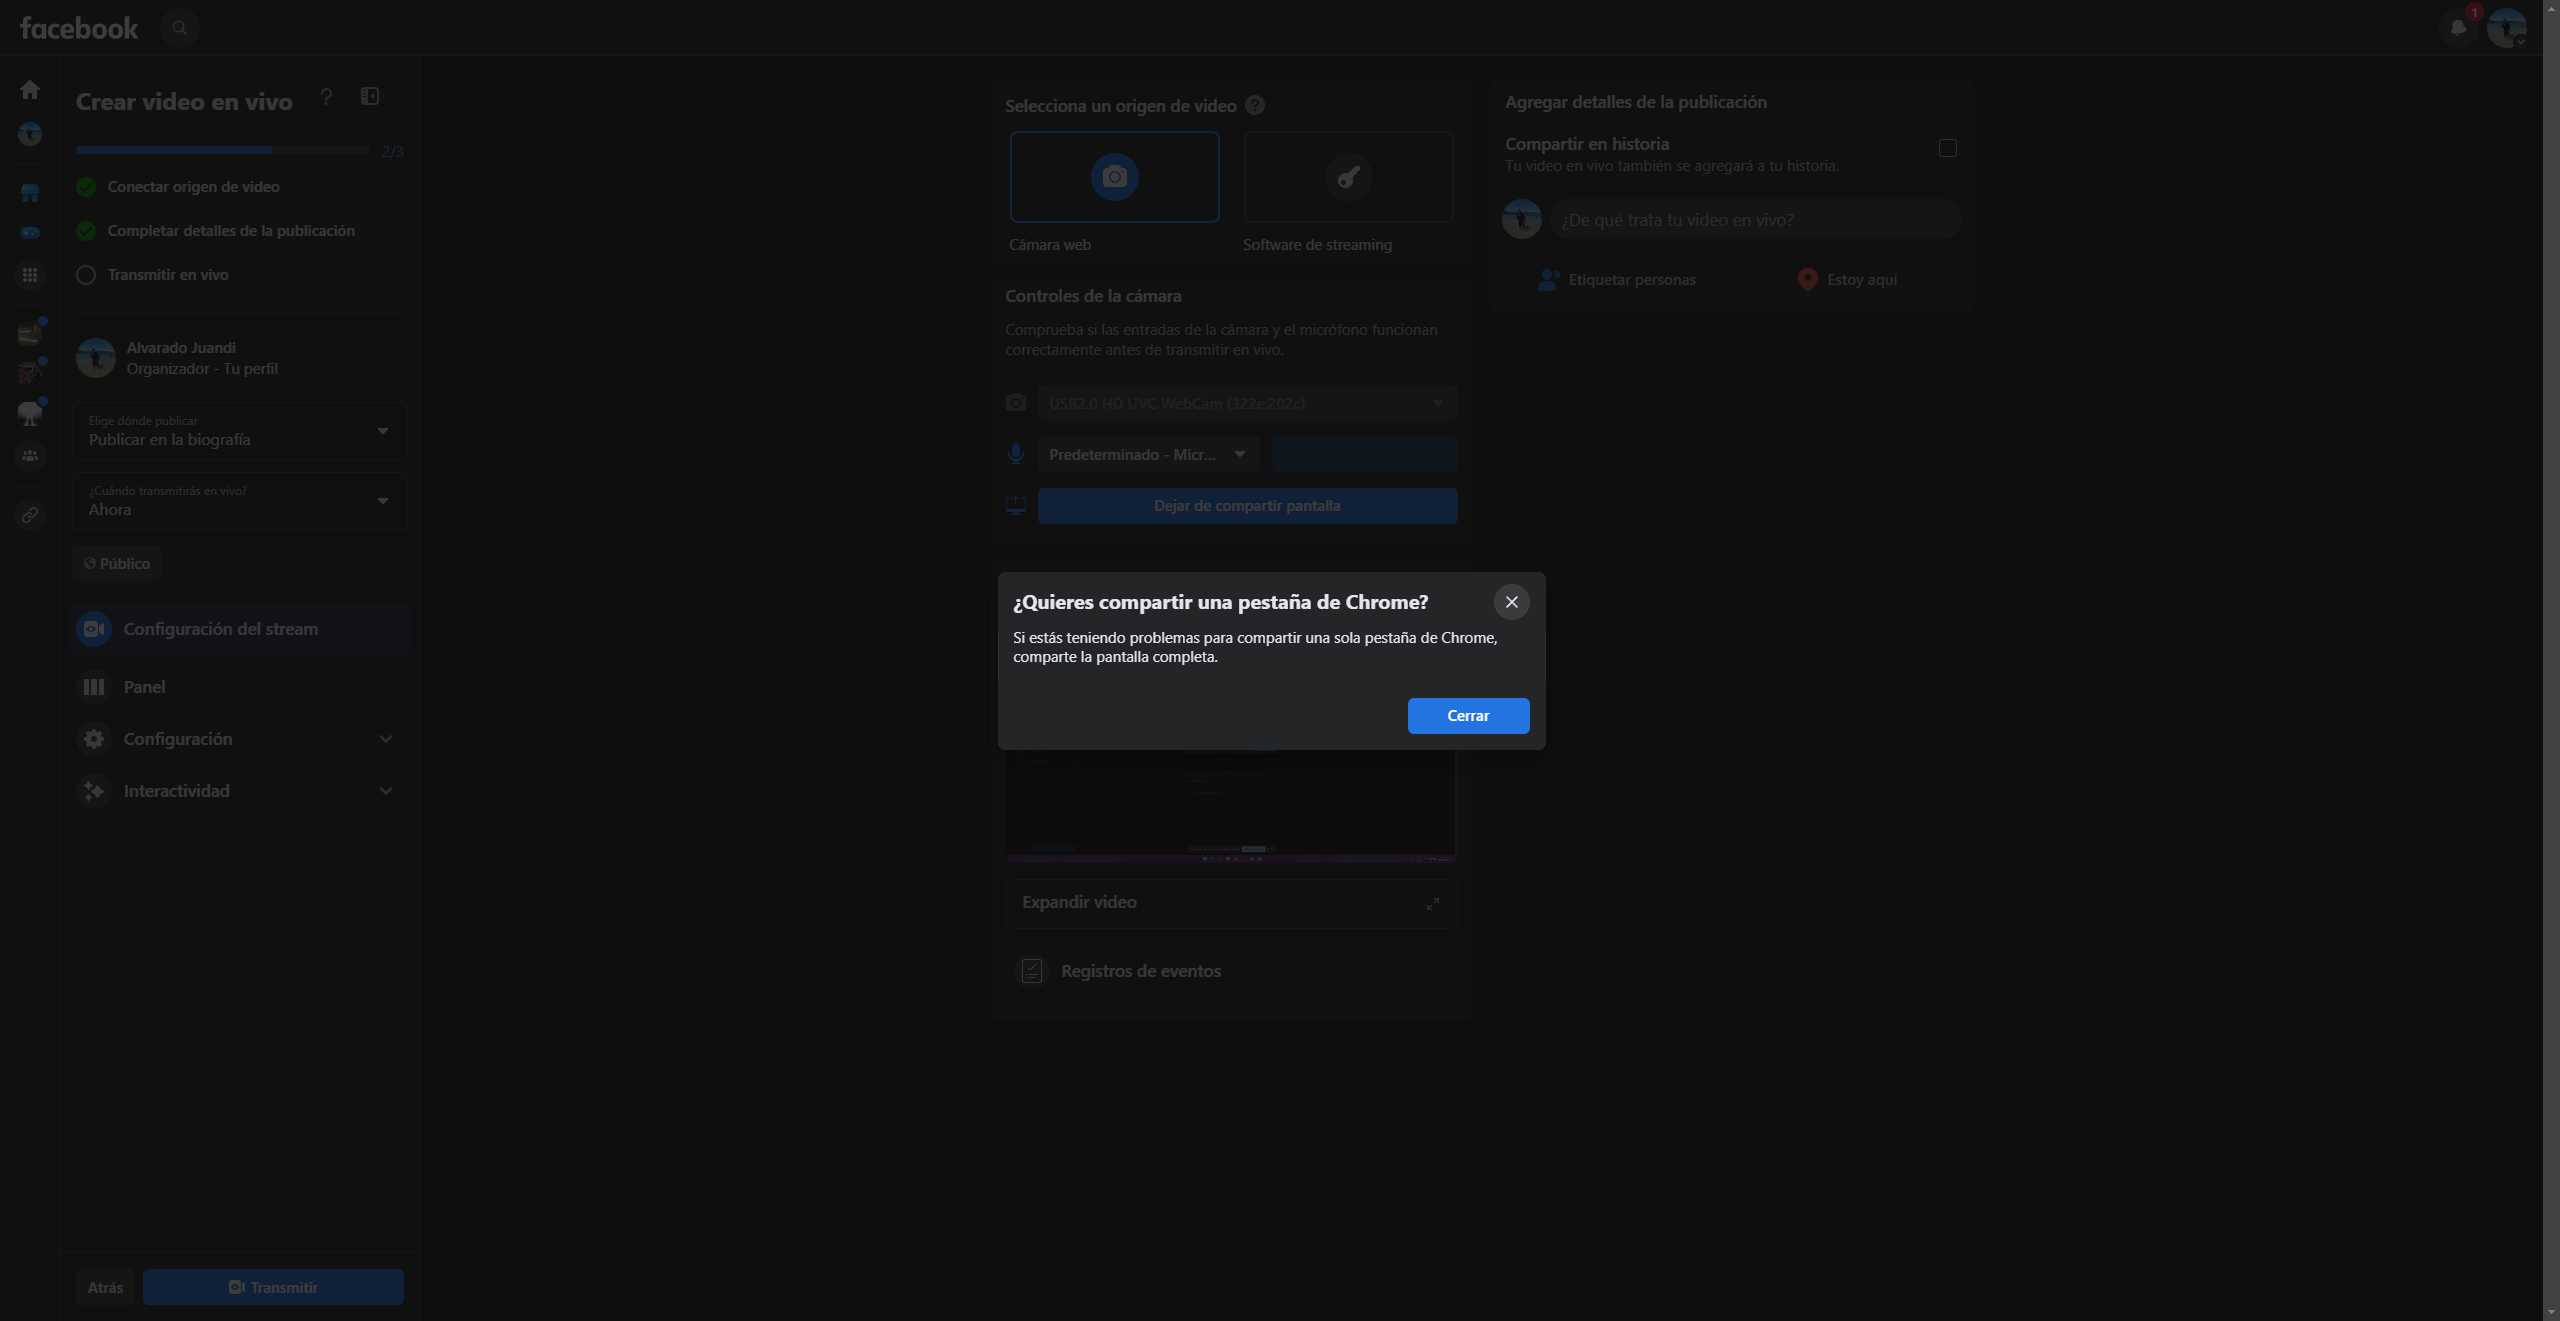 facebook
1
Crear video en vivo
2/3
Conectar origen de video
Completar detalles de la publicación
Transmitir en vivo
Alvarado Juandi
Organizador - Tu perfil
Elige dónde publicar
Publicar en la biografía
¿Cuándo transmitirás en vivo?
Ahora
Público
Configuración del stream
Panel
Configuración
Interactividad
Atrás
Transmitir
Selecciona un origen de video
Cámara web
Software de streaming
Controles de la cámara
Comprueba si las entradas de la cámara y el micrófono funcionan
correctamente antes de transmitir en vivo.
USB2.0 HD UVC WebCam (322e:202c)
Predeterminado - Micr...
Dejar de compartir pantalla
¿Quieres compartir una pestaña de Chrome?
Si estás teniendo problemas para compartir una sola pestaña de Chrome,
comparte la pantalla completa.
Cerrar
Expandir video
Registros de eventos
Agregar detalles de la publicación
Compartir en historia
Tu video en vivo también se agregará a tu historia.
¿De qué trata tu video en vivo?
Etiquetar personas
Estoy aquí